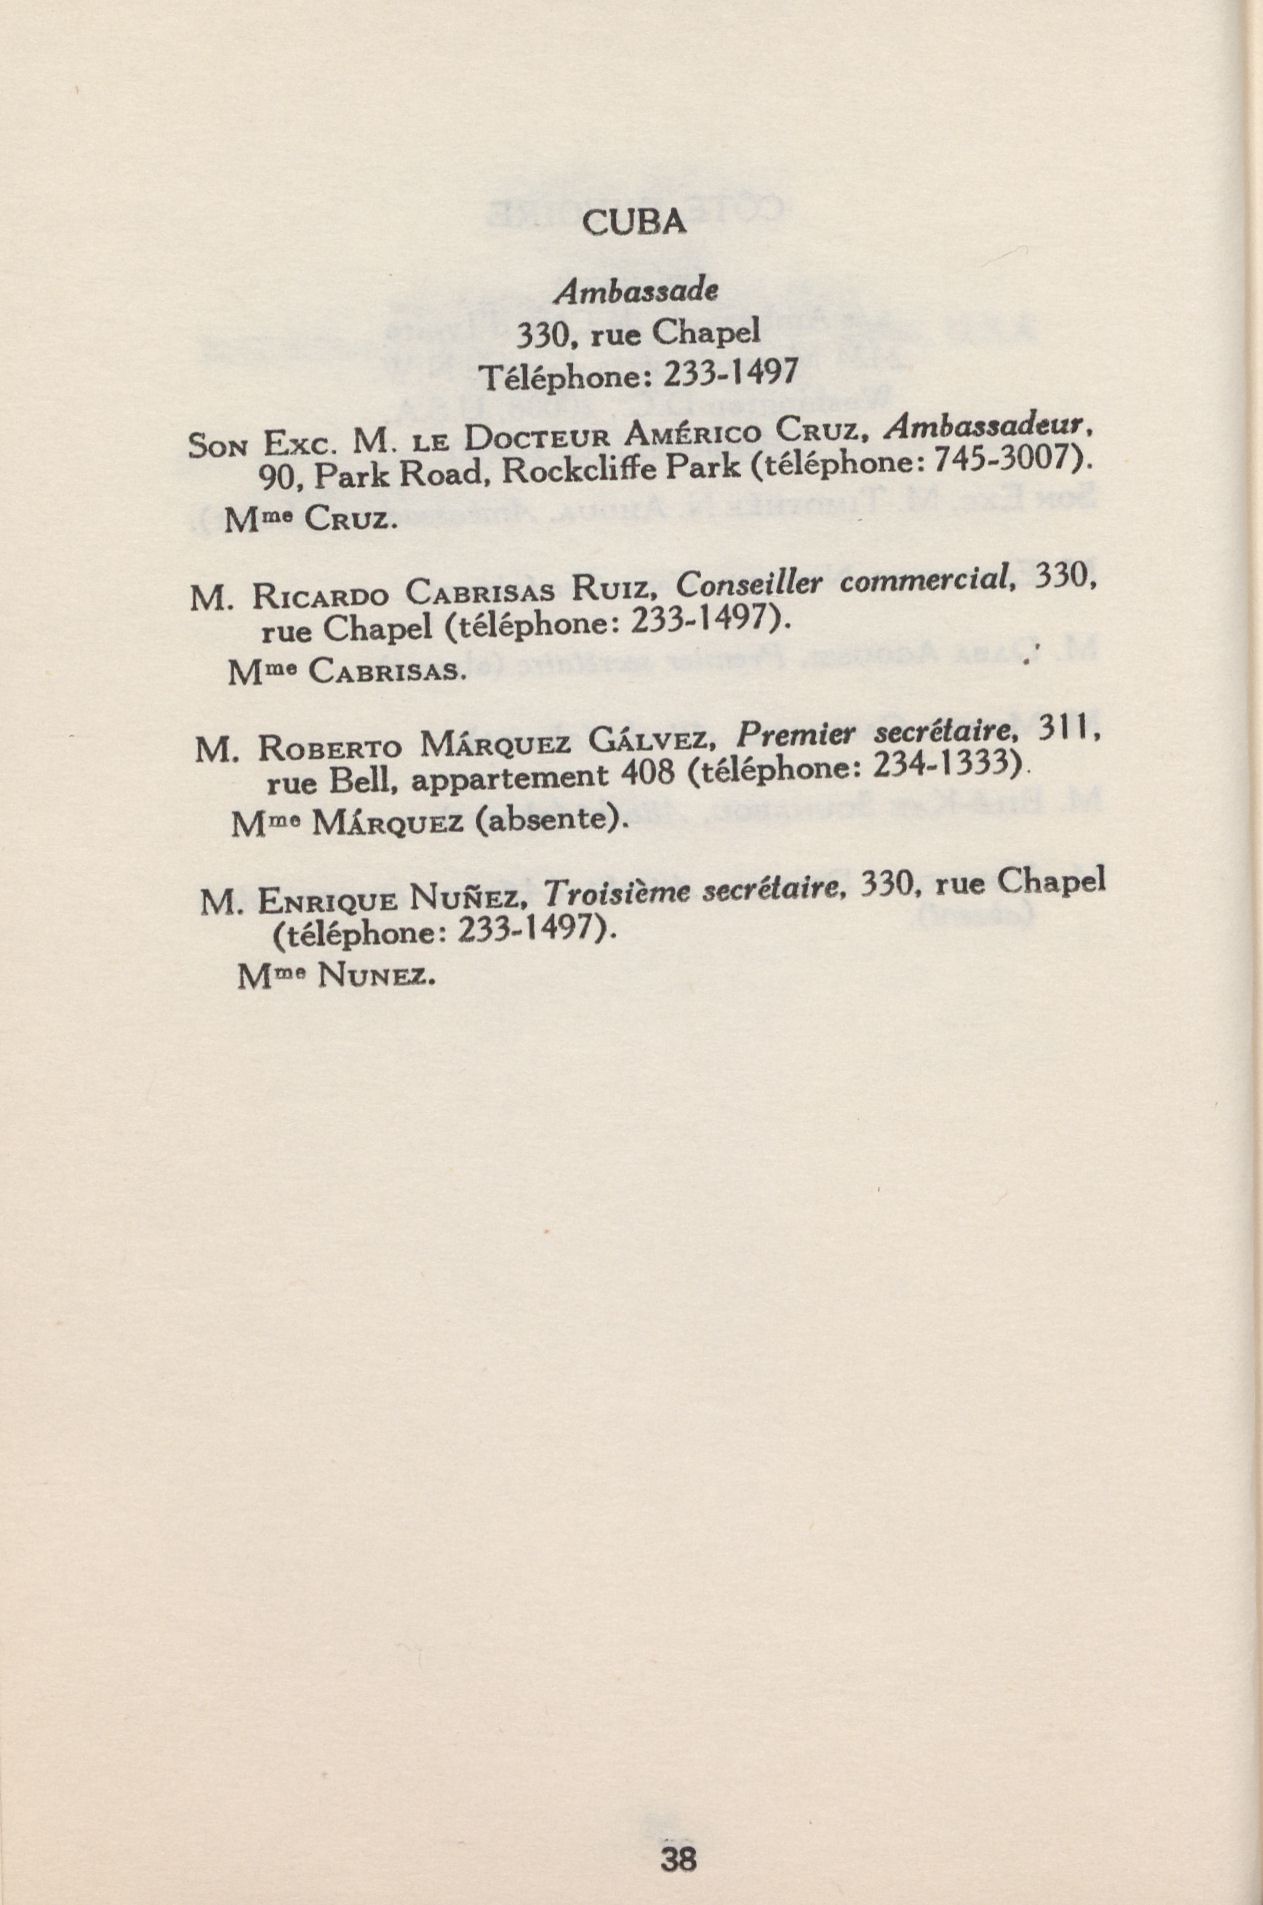 CUBA
Ambassade
330, rue Chapel
Téléphone: 233-1497
SON EXC. M. LE DOCTEUR AMÉRICO CRUZ, Ambassadeur,
90, Park Road, Rockcliffe Park (téléphone: 745-3007).
Mme CRUZ.
M. RICARDO CABRISAS RUIZ, Conseiller commercial, 330,
rue Chapel (téléphone: 233-1497).
Mme CABRISAS.
M. ROBERTO MÁRQUEZ GÁLVEZ, Premier secrétaire, 311,
rue Bell, appartement 408 (téléphone: 234-1333).
Mme MÁRQUEZ (absente).
M. ENRIQUE NUÑEZ, Troisième secrétaire, 330, rue Chapel
(téléphone: 233-1497).
Mme NUNEZ.
38